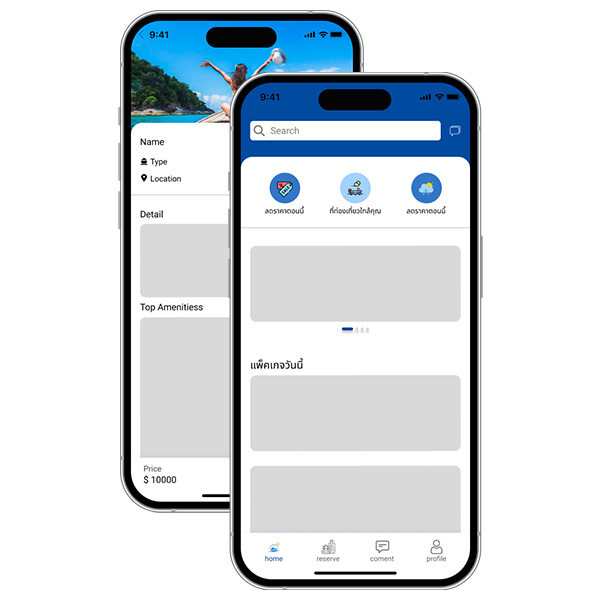 9:41
Name
Type
Location
Detail
Top Amenitiess
Price
$ 10000
9:41
Search
ลดราคาตอนนี้
ที่ท่องเที่ยวใกล้คุณ
ลดราคาตอนนี้
แพ็คเกจวันนี้
home
reserve
coment
profile